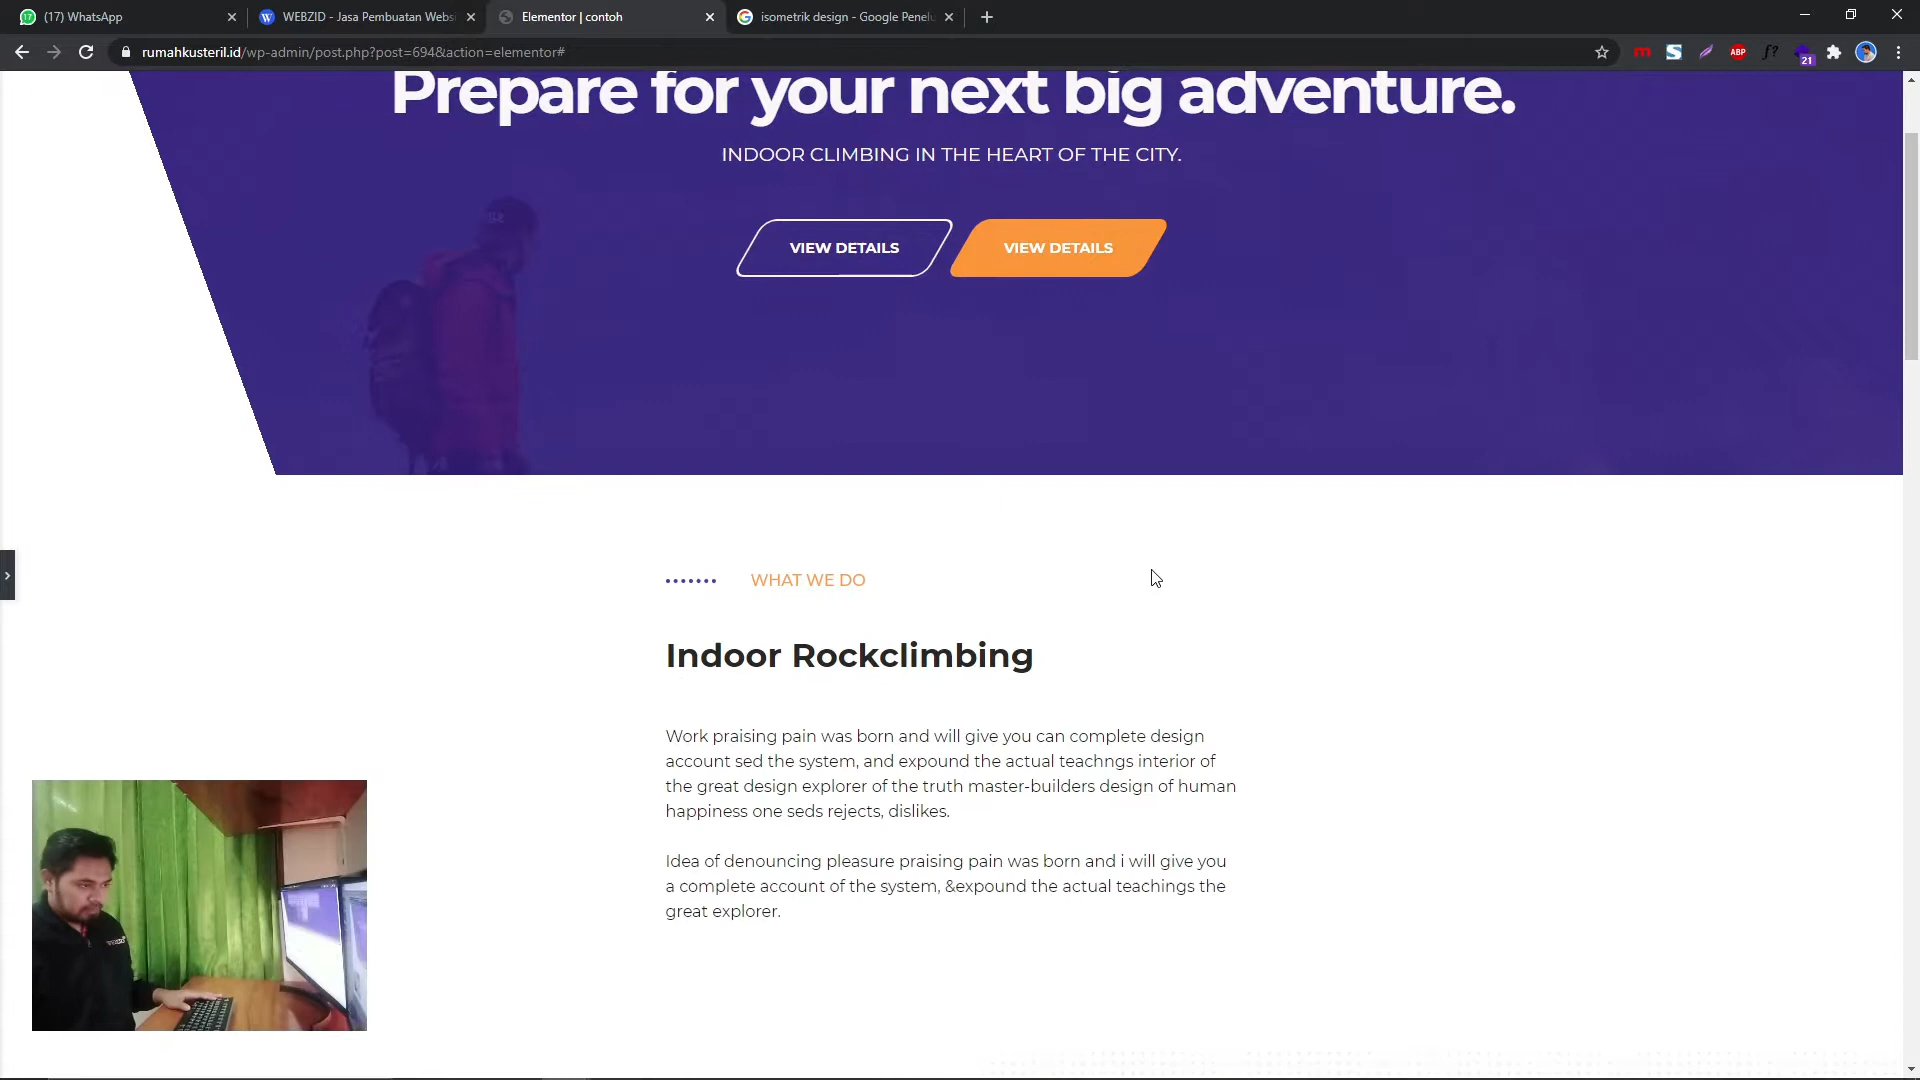 (17) WhatsApp
WEBZID - Jasa Pembuatan Websi
Elementor | contoh
isometrik design - Google Penelu
rumahkusteril.id/wp-admin/post.php?post=694&action=elementor#
ABP
f?
21
Prepare for your next big adventure.
INDOOR CLIMBING IN THE HEART OF THE CITY.
VIEW DETAILS
VIEW DETAILS
WHAT WE DO
Indoor Rockclimbing
Work praising pain was born and will give you can complete design
account sed the system, and expound the actual teachngs interior of
the great design explorer of the truth master-builders design of human
happiness one seds rejects, dislikes.
Idea of denouncing pleasure praising pain was born and i will give you
a complete account of the system, &expound the actual teachings the
great explorer.